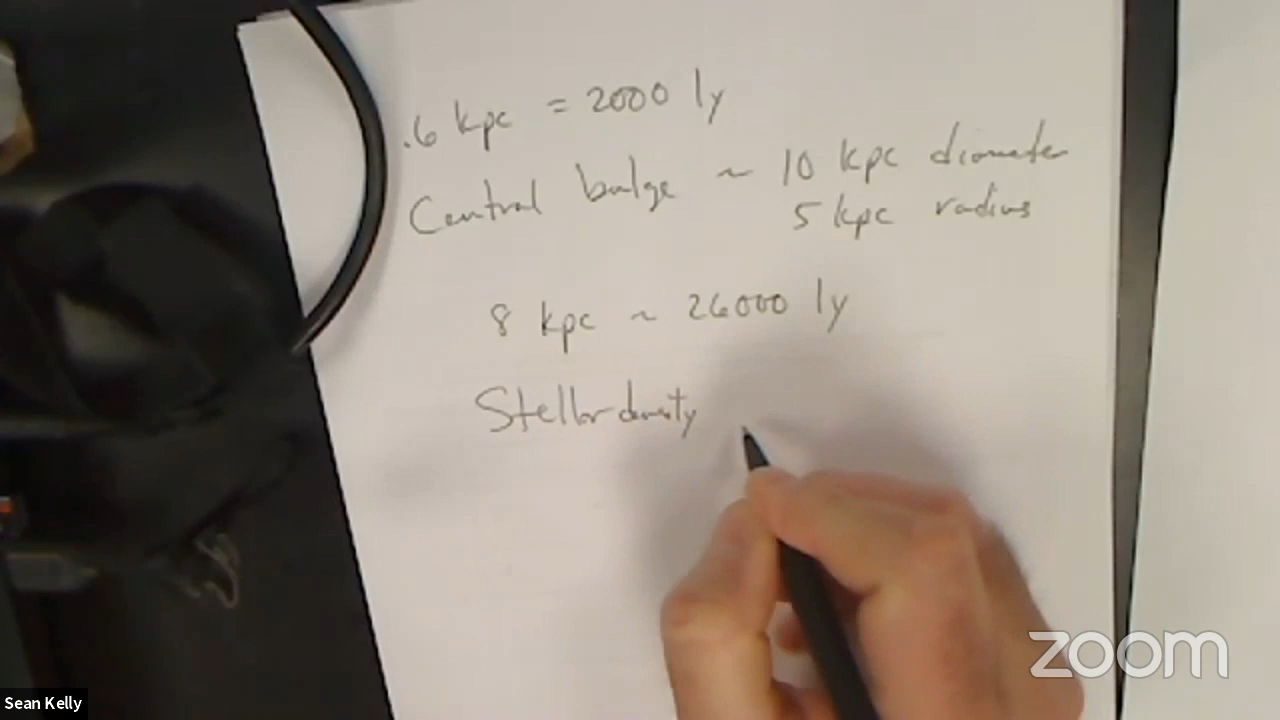 .6 kpc = 2000 ly
Central bulge ~ 10 kpc diameter
5 kpc radius
8 kpc ~ 26000 ly
Stellar density
zoom
Sean Kelly